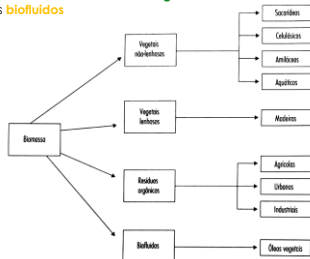 s biofluidos
Sacarídeos
Celulósicos
Vegetais
não-lenhosos
Amiláceos
Aquáticos
Vegetais
lenhosos
Madeiras
Biomassa
Agrícolas
Resíduos
orgânicos
Urbanos
Industriais
Biofluidos
Óleos vegetais